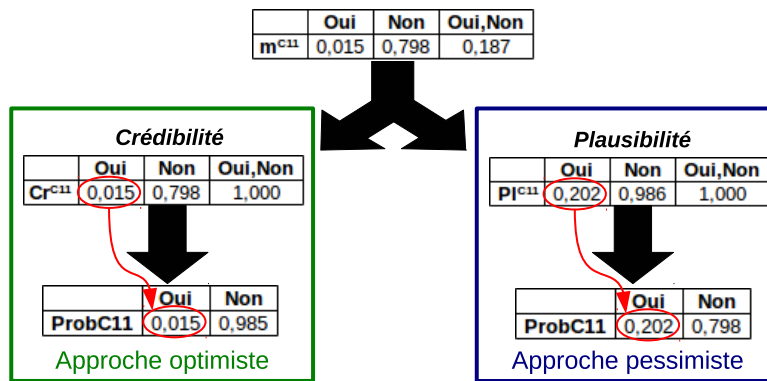 Oui Non Oui,Non
mC11 0,015 0,798 0,187
Crédibilité
Oui Non Oui,Non
CrC11 0,015 0,798 1,000
Oui Non
ProbC11 0,015 0,985
Approche optimiste
Plausibilité
Oui Non Oui,Non
PlC11 0,202 0,986 1,000
Oui Non
ProbC11 0,202 0,798
Approche pessimiste